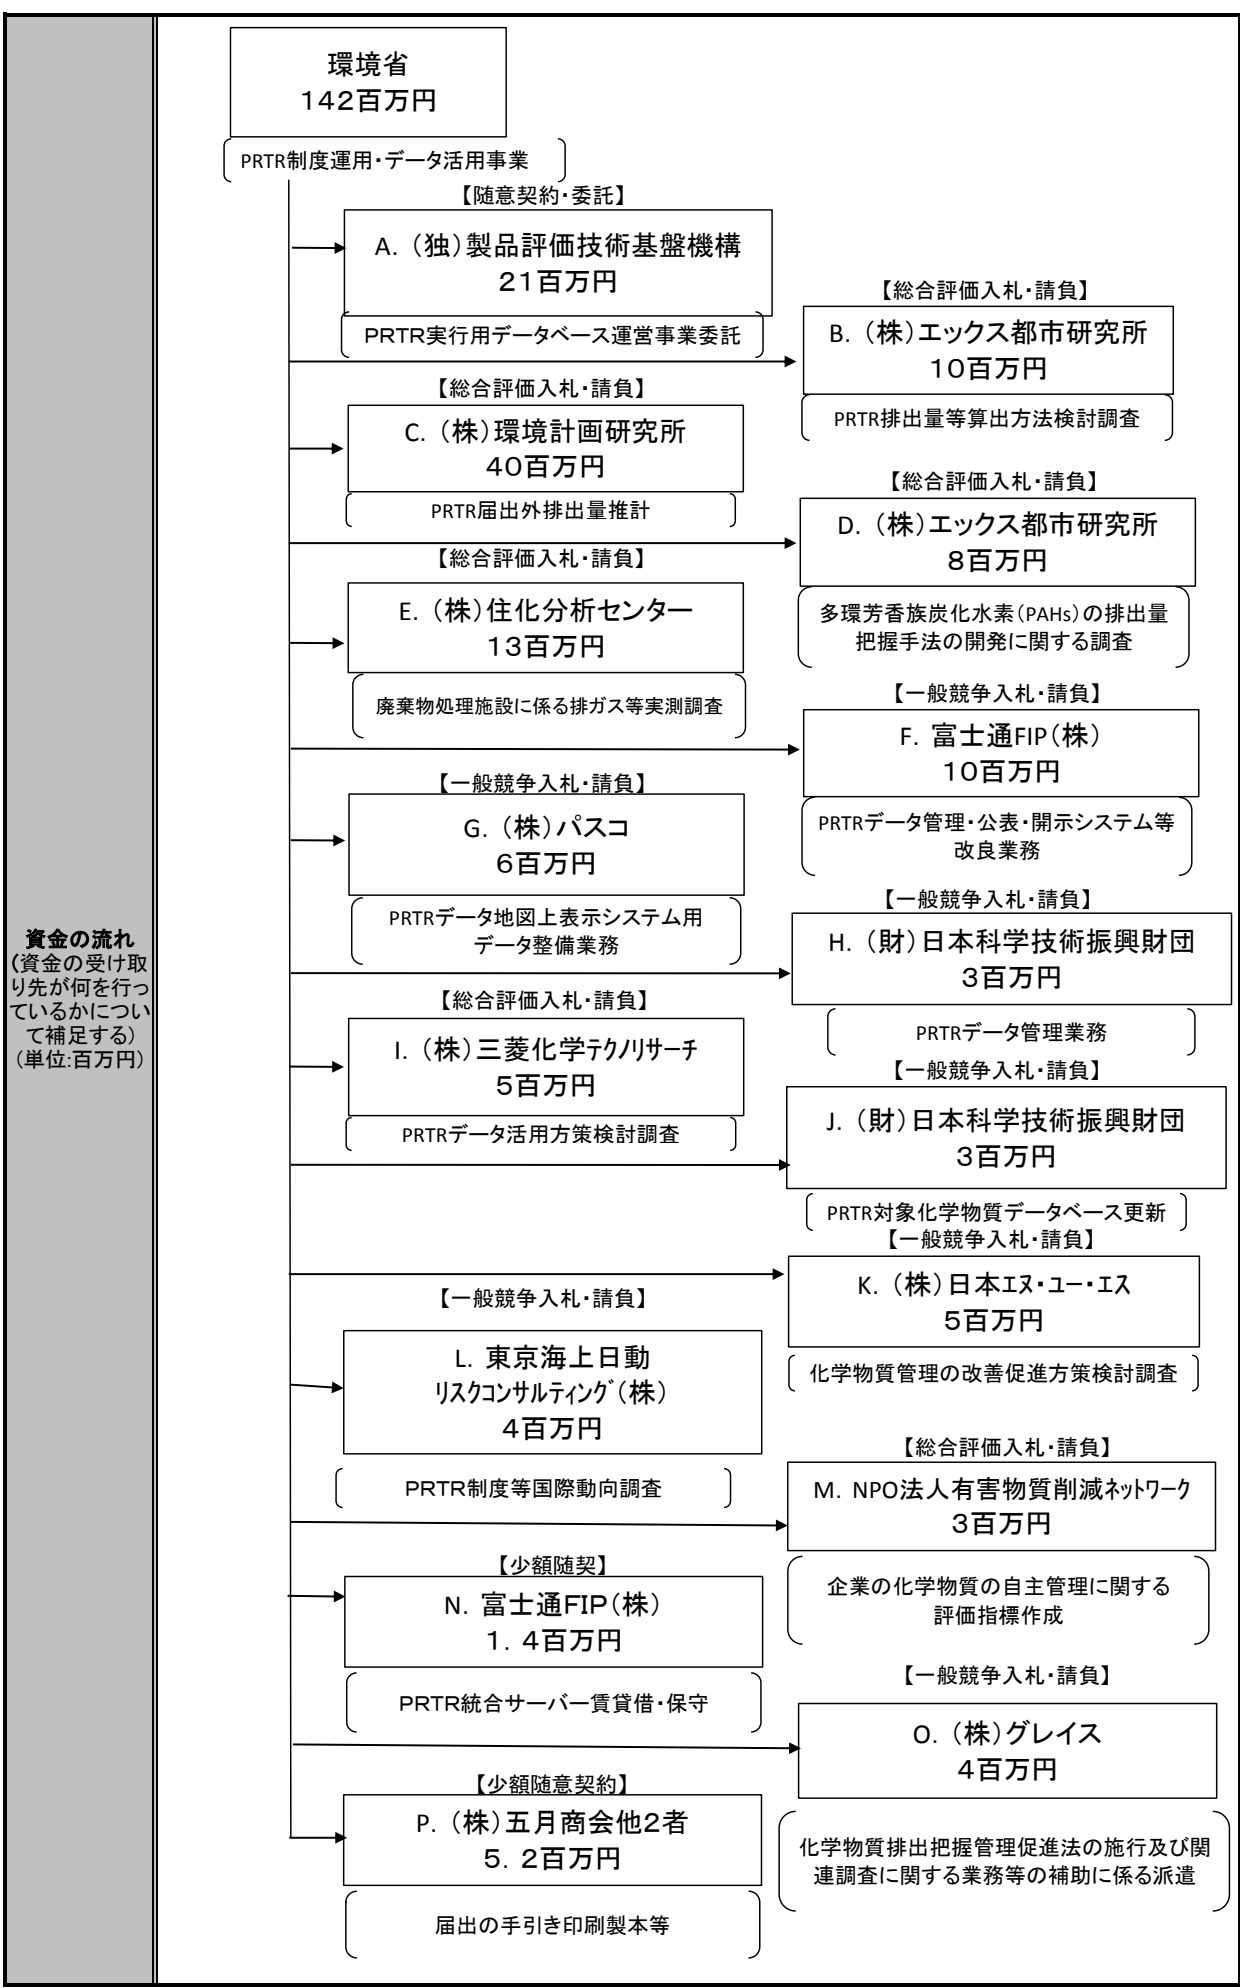 環境省
142百万円
PRTR制度運用・データ活用事業
【随意契約・委託】
A. （独）製品評価技術基盤機構
21百万円
PRTR実行用データベース運営事業委託
【総合評価入札・請負】
B. （株）エックス都市研究所
10百万円
PRTR排出量等算出方法検討調査
【総合評価入札・請負】
C. （株）環境計画研究所
40百万円
PRTR届出外排出量推計
【総合評価入札・請負】
D. （株）エックス都市研究所
8百万円
多環芳香族炭化水素（PAHs）の排出量
把握手法の開発に関する調査
【総合評価入札・請負】
E. （株）住化分析センター
13百万円
廃棄物処理施設に係る排ガス等実測調査
【一般競争入札・請負】
F. 富士通FIP（株）
10百万円
PRTRデータ管理・公表・開示システム等
改良業務
【一般競争入札・請負】
G. （株）パスコ
6百万円
PRTRデータ地図上表示システム用
データ整備業務
【一般競争入札・請負】
H. （財）日本科学技術振興財団
3百万円
PRTRデータ管理業務
資金の流れ
（資金の受け取
り先が何を行っ
ているかについ
て補足する）
（単位:百万円）
【総合評価入札・請負】
I. （株）三菱化学ﾃｸﾉﾘｻｰﾁ
5百万円
PRTRデータ活用方策検討調査
【一般競争入札・請負】
J. （財）日本科学技術振興財団
3百万円
PRTR対象化学物質データベース更新
【一般競争入札・請負】
K. （株）日本ｴﾇ・ﾕｰ・ｴｽ
5百万円
化学物質管理の改善促進方策検討調査
【一般競争入札・請負】
L. 東京海上日動
ﾘｽｸｺﾝｻﾙﾃｨﾝｸﾞ（株）
4百万円
PRTR制度等国際動向調査
【総合評価入札・請負】
M. NPO法人有害物質削減ﾈｯﾄﾜｰｸ
3百万円
企業の化学物質の自主管理に関する
評価指標作成
【少額随契】
N. 富士通FIP（株）
1. 4百万円
PRTR統合サーバー賃貸借・保守
【一般競争入札・請負】
O. （株）グレイス
4百万円
化学物質排出把握管理促進法の施行及び関
連調査に関する業務等の補助に係る派遣
【少額随意契約】
P. （株）五月商会他2者
5. 2百万円
届出の手引き印刷製本等